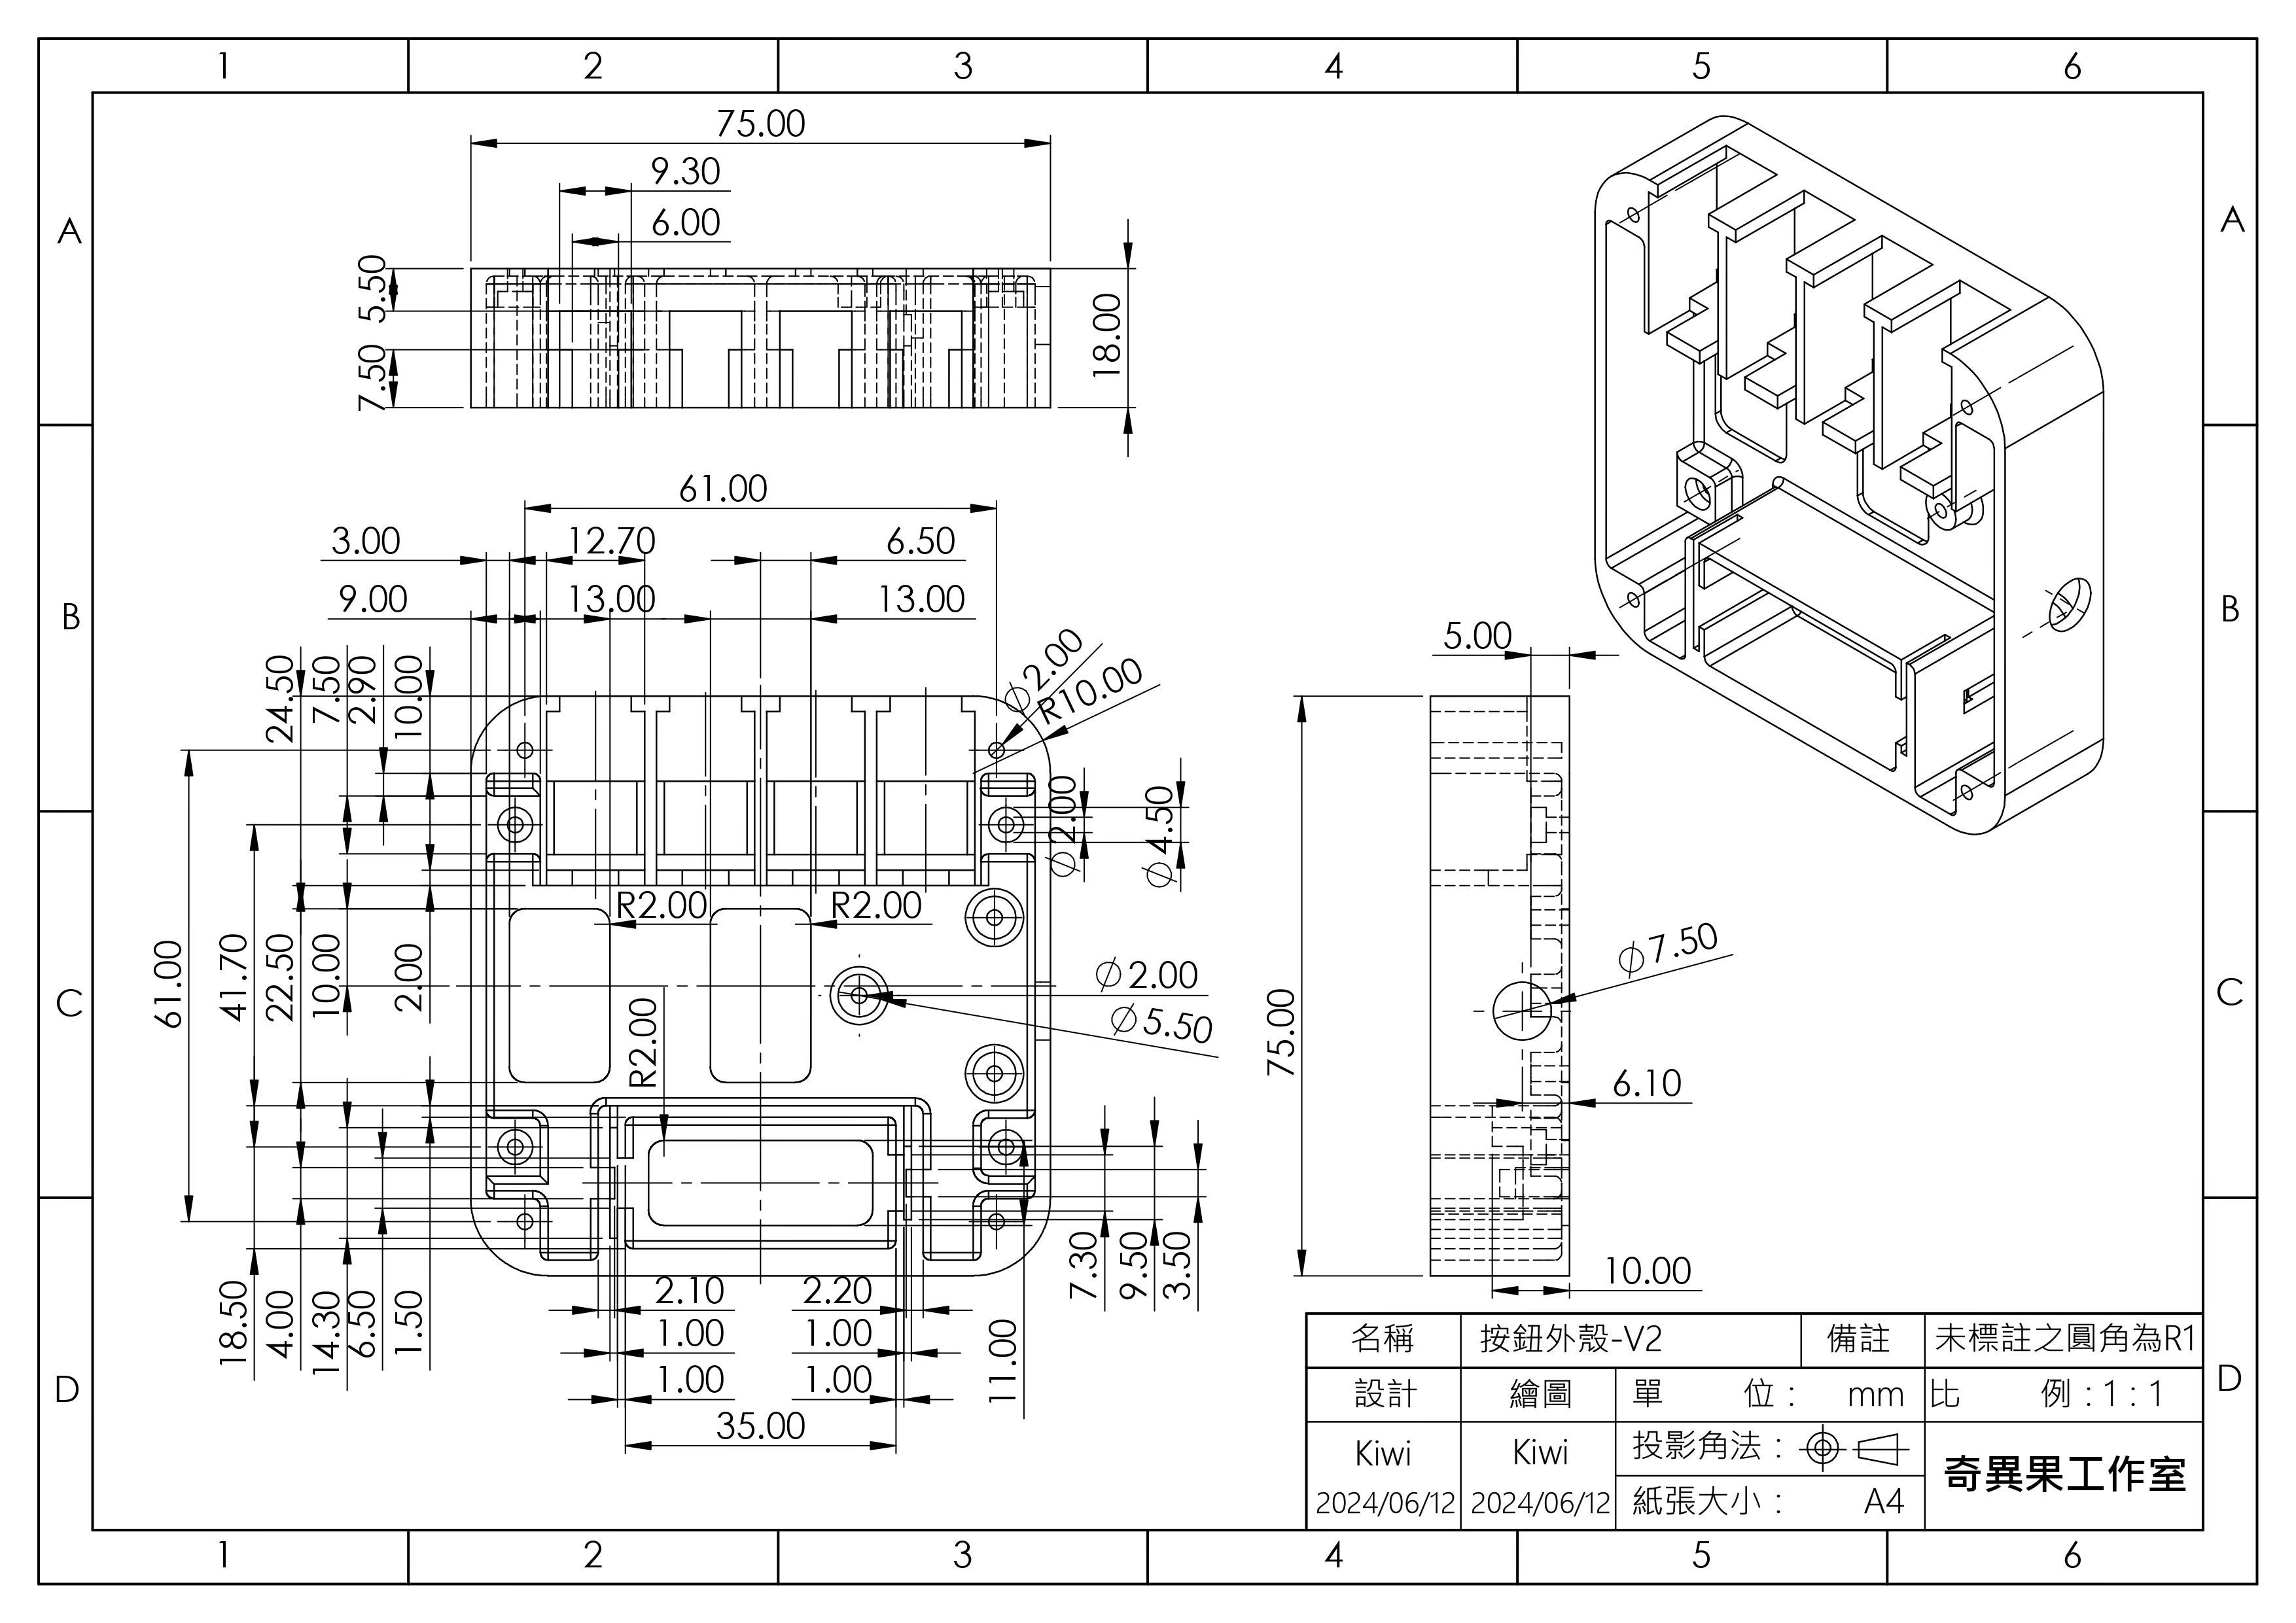 1 2 3 4 5 6
A A
B B
C C
D D
75.00
9.30
6.00
5.50
7.50
18.00
61.00
3.00 12.70 6.50
9.00 13.00 13.00
24.50 7.50 2.90 10.00
∅2.00
R10.00
∅2.00 ∅4.50
R2.00 R2.00
61.00 41.70 22.50 10.00 2.00
R2.00
∅2.00
∅5.50
18.50 4.00 14.30 6.50 1.50
2.10 2.20
1.00 1.00
1.00 1.00
35.00
11.00
7.30 9.50 3.50
5.00
75.00
∅7.50
6.10
10.00
名稱 按鈕外殼-V2 備註 未標註之圓角為R1
設計 繪圖 單 位： mm 比 例：1：1
Kiwi Kiwi 投影角法：
2024/06/12 2024/06/12 紙張大小： A4
奇異果工作室
1 2 3 4 5 6